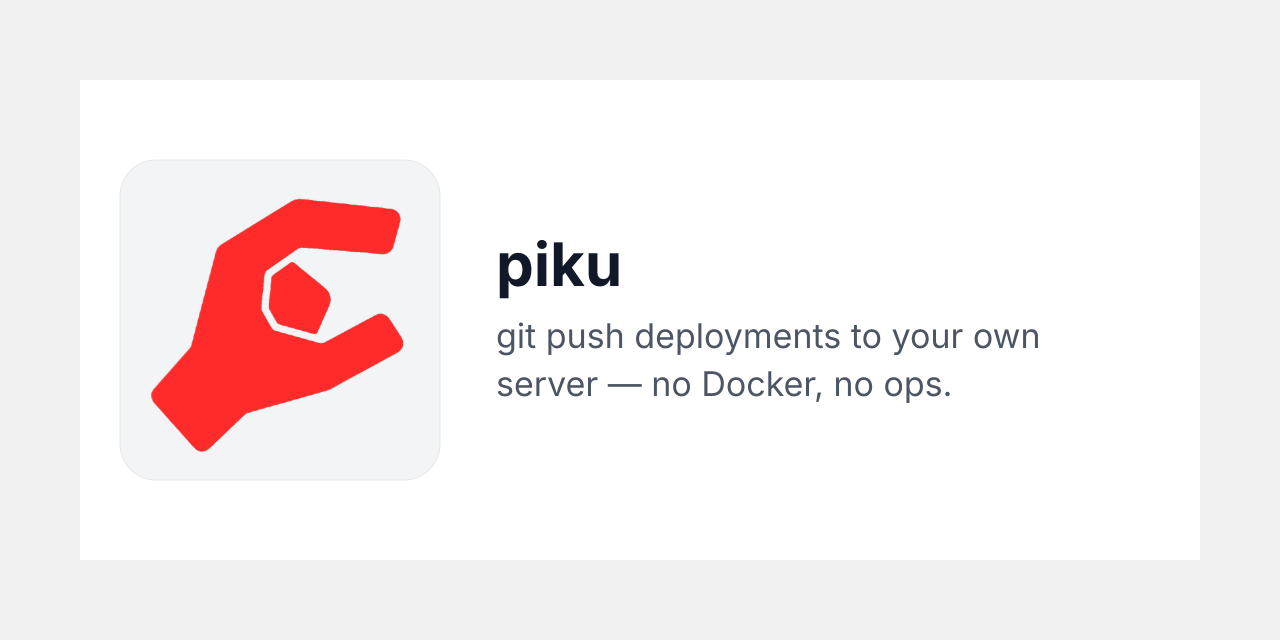 piku
git push deployments to your own
server — no Docker, no ops.